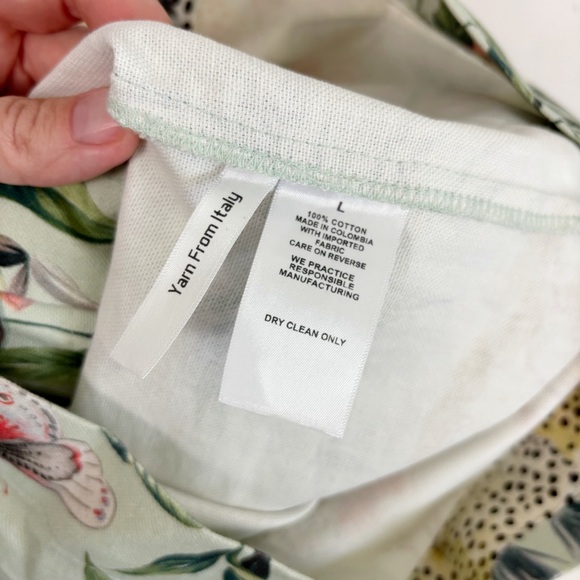 Yarn From Italy
L
100% COTTON
MADE IN COLOMBIA
WITH IMPORTED
FABRIC
CARE ON REVERSE
WE PRACTICE
RESPONSIBLE
MANUFACTURING
DRY CLEAN ONLY